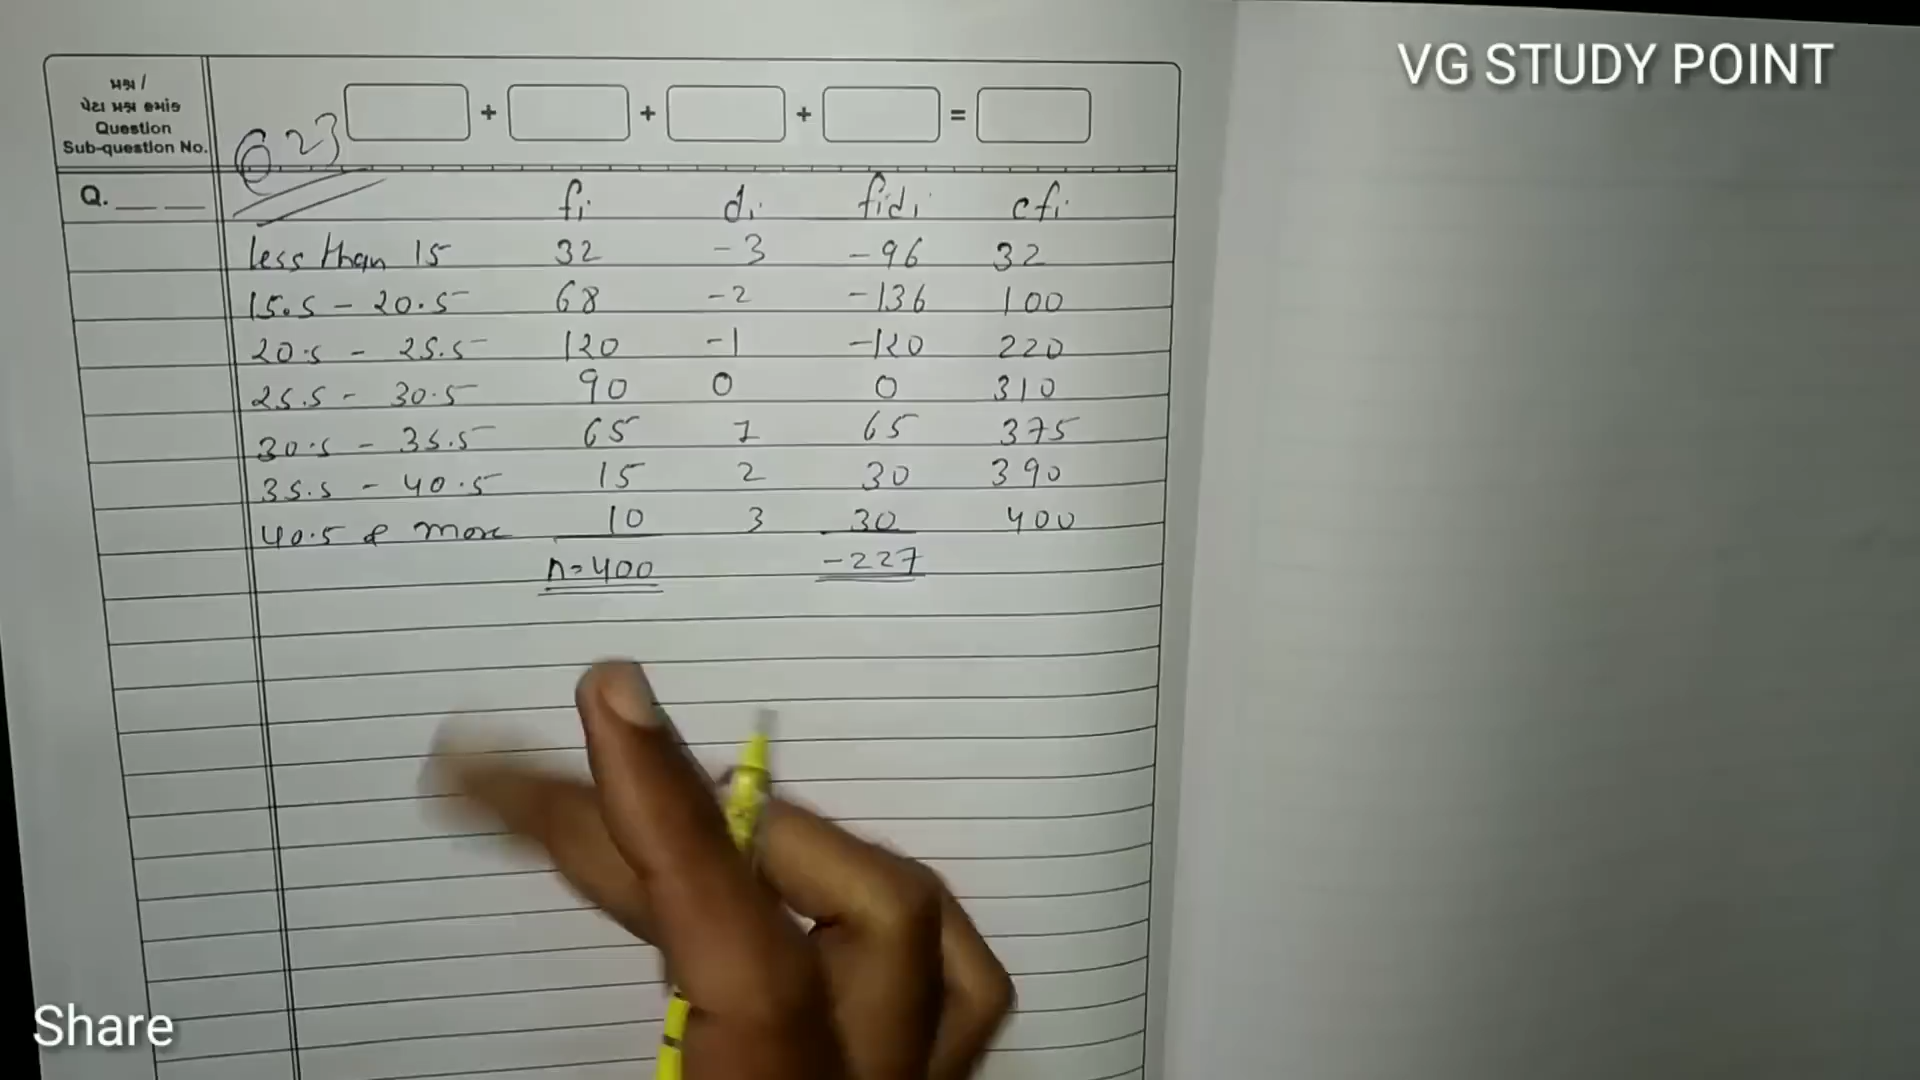 VG STUDY POINT
પ્રશ્ન /
પેટા પ્રશ્ન ક્રમાંક
Question
Sub-question No.
+ + + =
Q. __ __
23
fi di fidi cfi
less than 15 32 -3 -96 32
15.5 - 20.5 68 -2 -136 100
20.5 - 25.5 120 -1 -120 220
25.5 - 30.5 90 0 0 310
30.5 - 35.5 65 1 65 375
35.5 - 40.5 15 2 30 390
40.5 & more 10 3 30 400
n=400 -227
Share